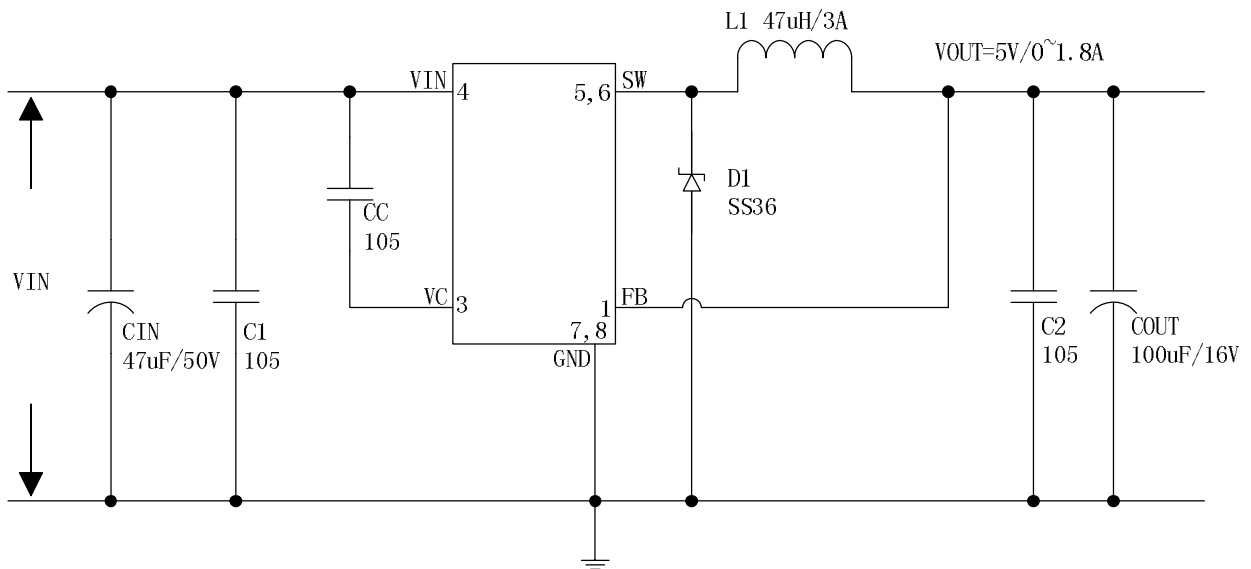 L1 47uH/3A
VOUT=5V/0~1.8A
VIN
4
5,6
SW
D1
SS36
CC
105
VIN
VC
3
1
FB
7,8
GND
CIN
47uF/50V
C1
105
C2
105
COUT
100uF/16V